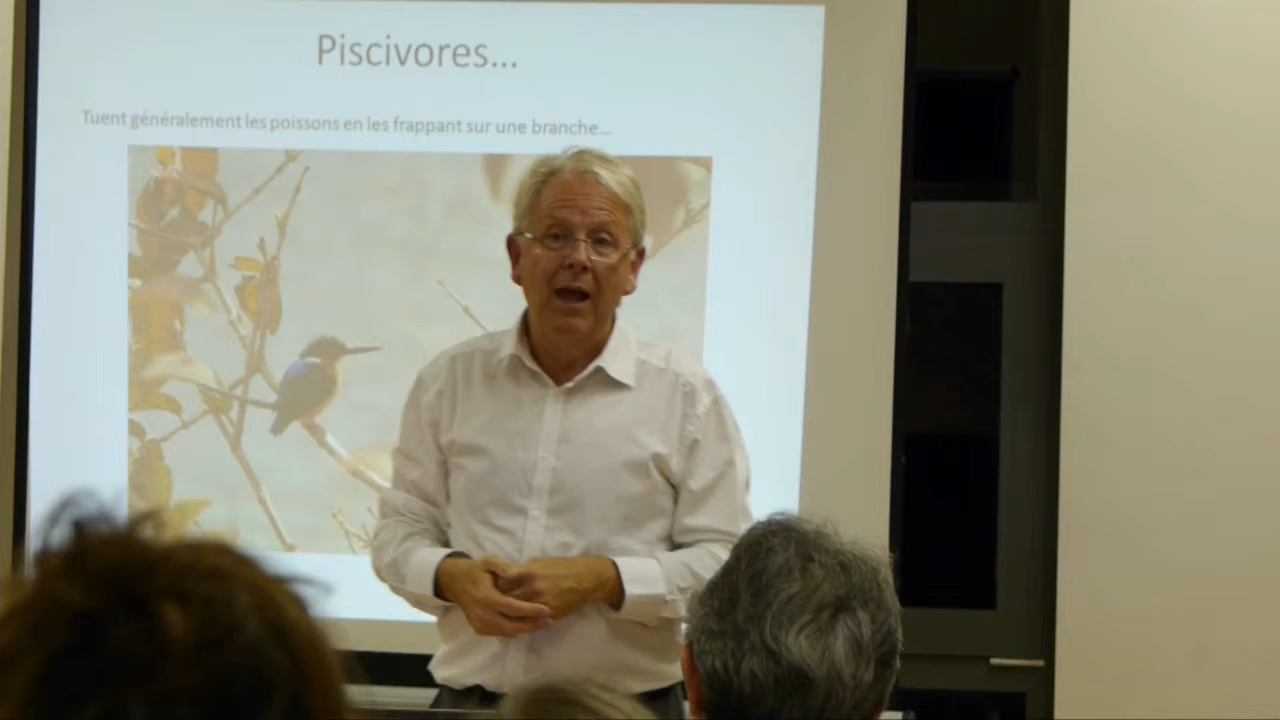 Piscivores...
Tuent généralement les poissons en les frappant sur une branche...